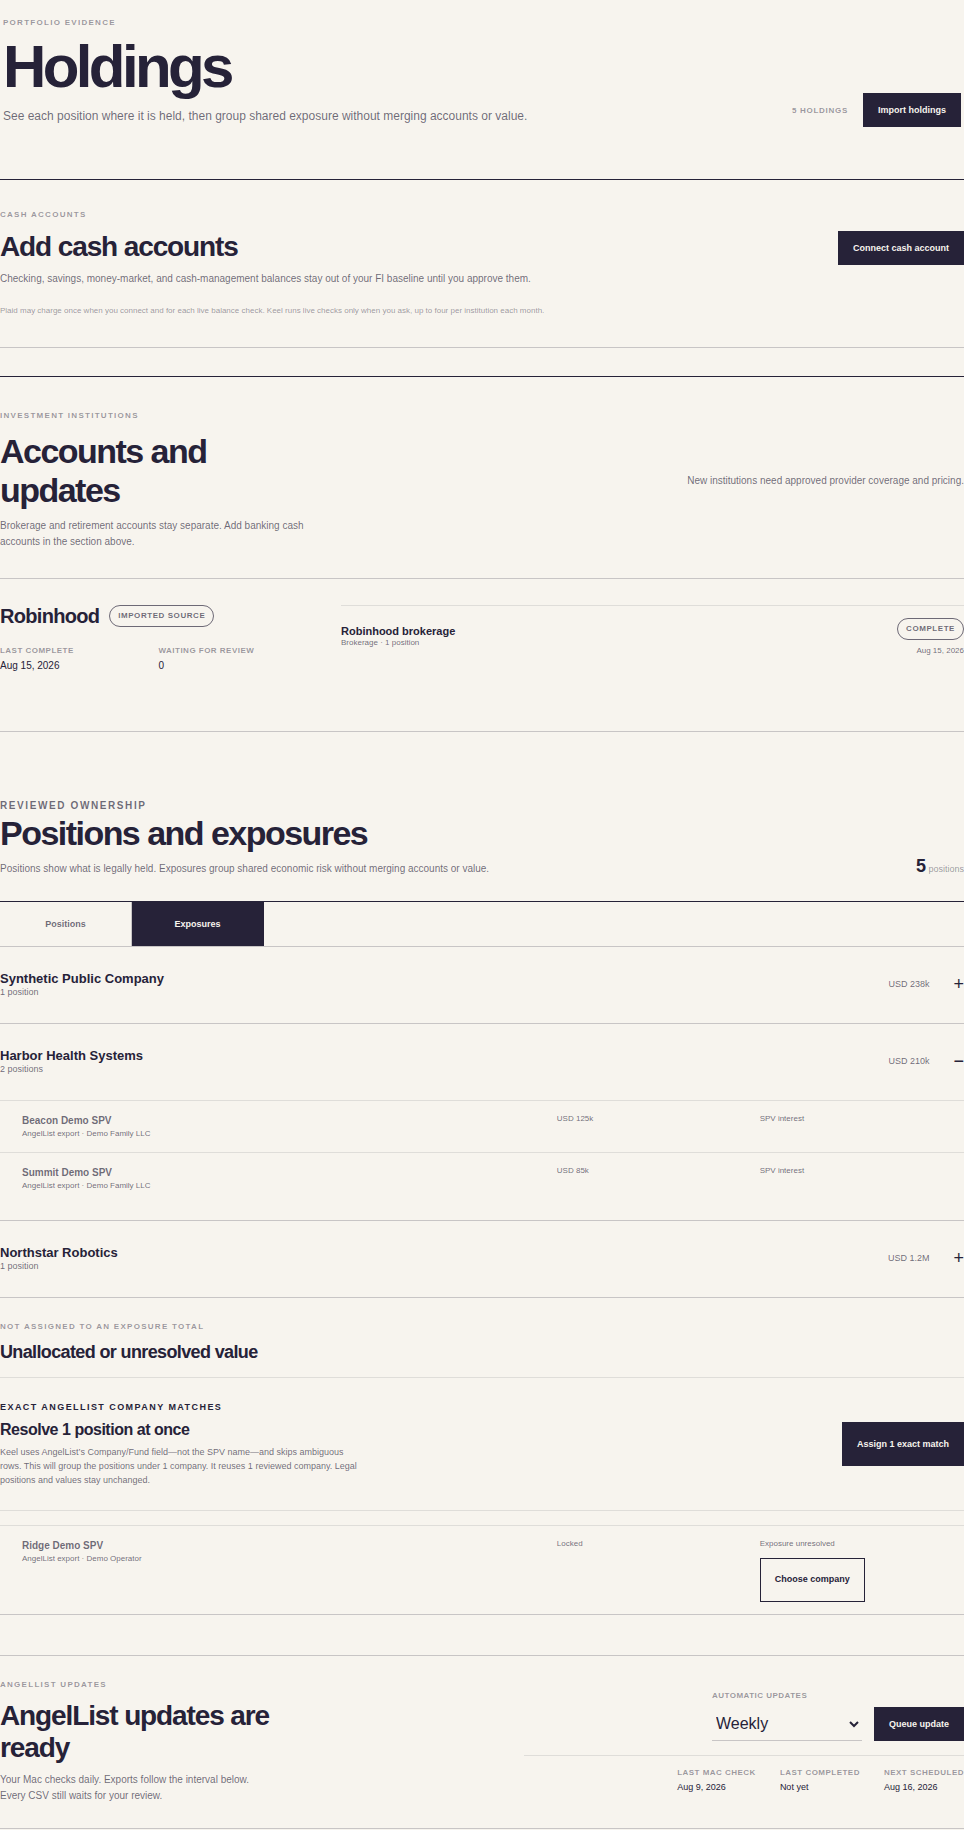 PORTFOLIO EVIDENCE
Holdings
See each position where it is held, then group shared exposure without merging accounts or value.
5 HOLDINGS
Import holdings
CASH ACCOUNTS
Add cash accounts
Connect cash account
Checking, savings, money-market, and cash-management balances stay out of your FI baseline until you approve them.
Plaid may charge once when you connect and for each live balance check. Keel runs live checks only when you ask, up to four per institution each month.
INVESTMENT INSTITUTIONS
Accounts and
updates
New institutions need approved provider coverage and pricing.
Brokerage and retirement accounts stay separate. Add banking cash
accounts in the section above.
Robinhood
IMPORTED SOURCE
LAST COMPLETE
Aug 15, 2026
WAITING FOR REVIEW
0
Robinhood brokerage
Brokerage · 1 position
COMPLETE
Aug 15, 2026
REVIEWED OWNERSHIP
Positions and exposures
Positions show what is legally held. Exposures group shared economic risk without merging accounts or value.
5 positions
Positions
Exposures
Synthetic Public Company
1 position
USD 238k
+
Harbor Health Systems
2 positions
USD 210k
−
Beacon Demo SPV
AngelList export · Demo Family LLC
USD 125k
SPV interest
Summit Demo SPV
AngelList export · Demo Family LLC
USD 85k
SPV interest
Northstar Robotics
1 position
USD 1.2M
+
NOT ASSIGNED TO AN EXPOSURE TOTAL
Unallocated or unresolved value
EXACT ANGELLIST COMPANY MATCHES
Resolve 1 position at once
Keel uses AngelList's Company/Fund field—not the SPV name—and skips ambiguous
rows. This will group the positions under 1 company. It reuses 1 reviewed company. Legal
positions and values stay unchanged.
Assign 1 exact match
Ridge Demo SPV
AngelList export · Demo Operator
Locked
Exposure unresolved
Choose company
ANGELLIST UPDATES
AngelList updates are
ready
Your Mac checks daily. Exports follow the interval below.
Every CSV still waits for your review.
AUTOMATIC UPDATES
Weekly
Queue update
LAST MAC CHECK
Aug 9, 2026
LAST COMPLETED
Not yet
NEXT SCHEDULED
Aug 16, 2026